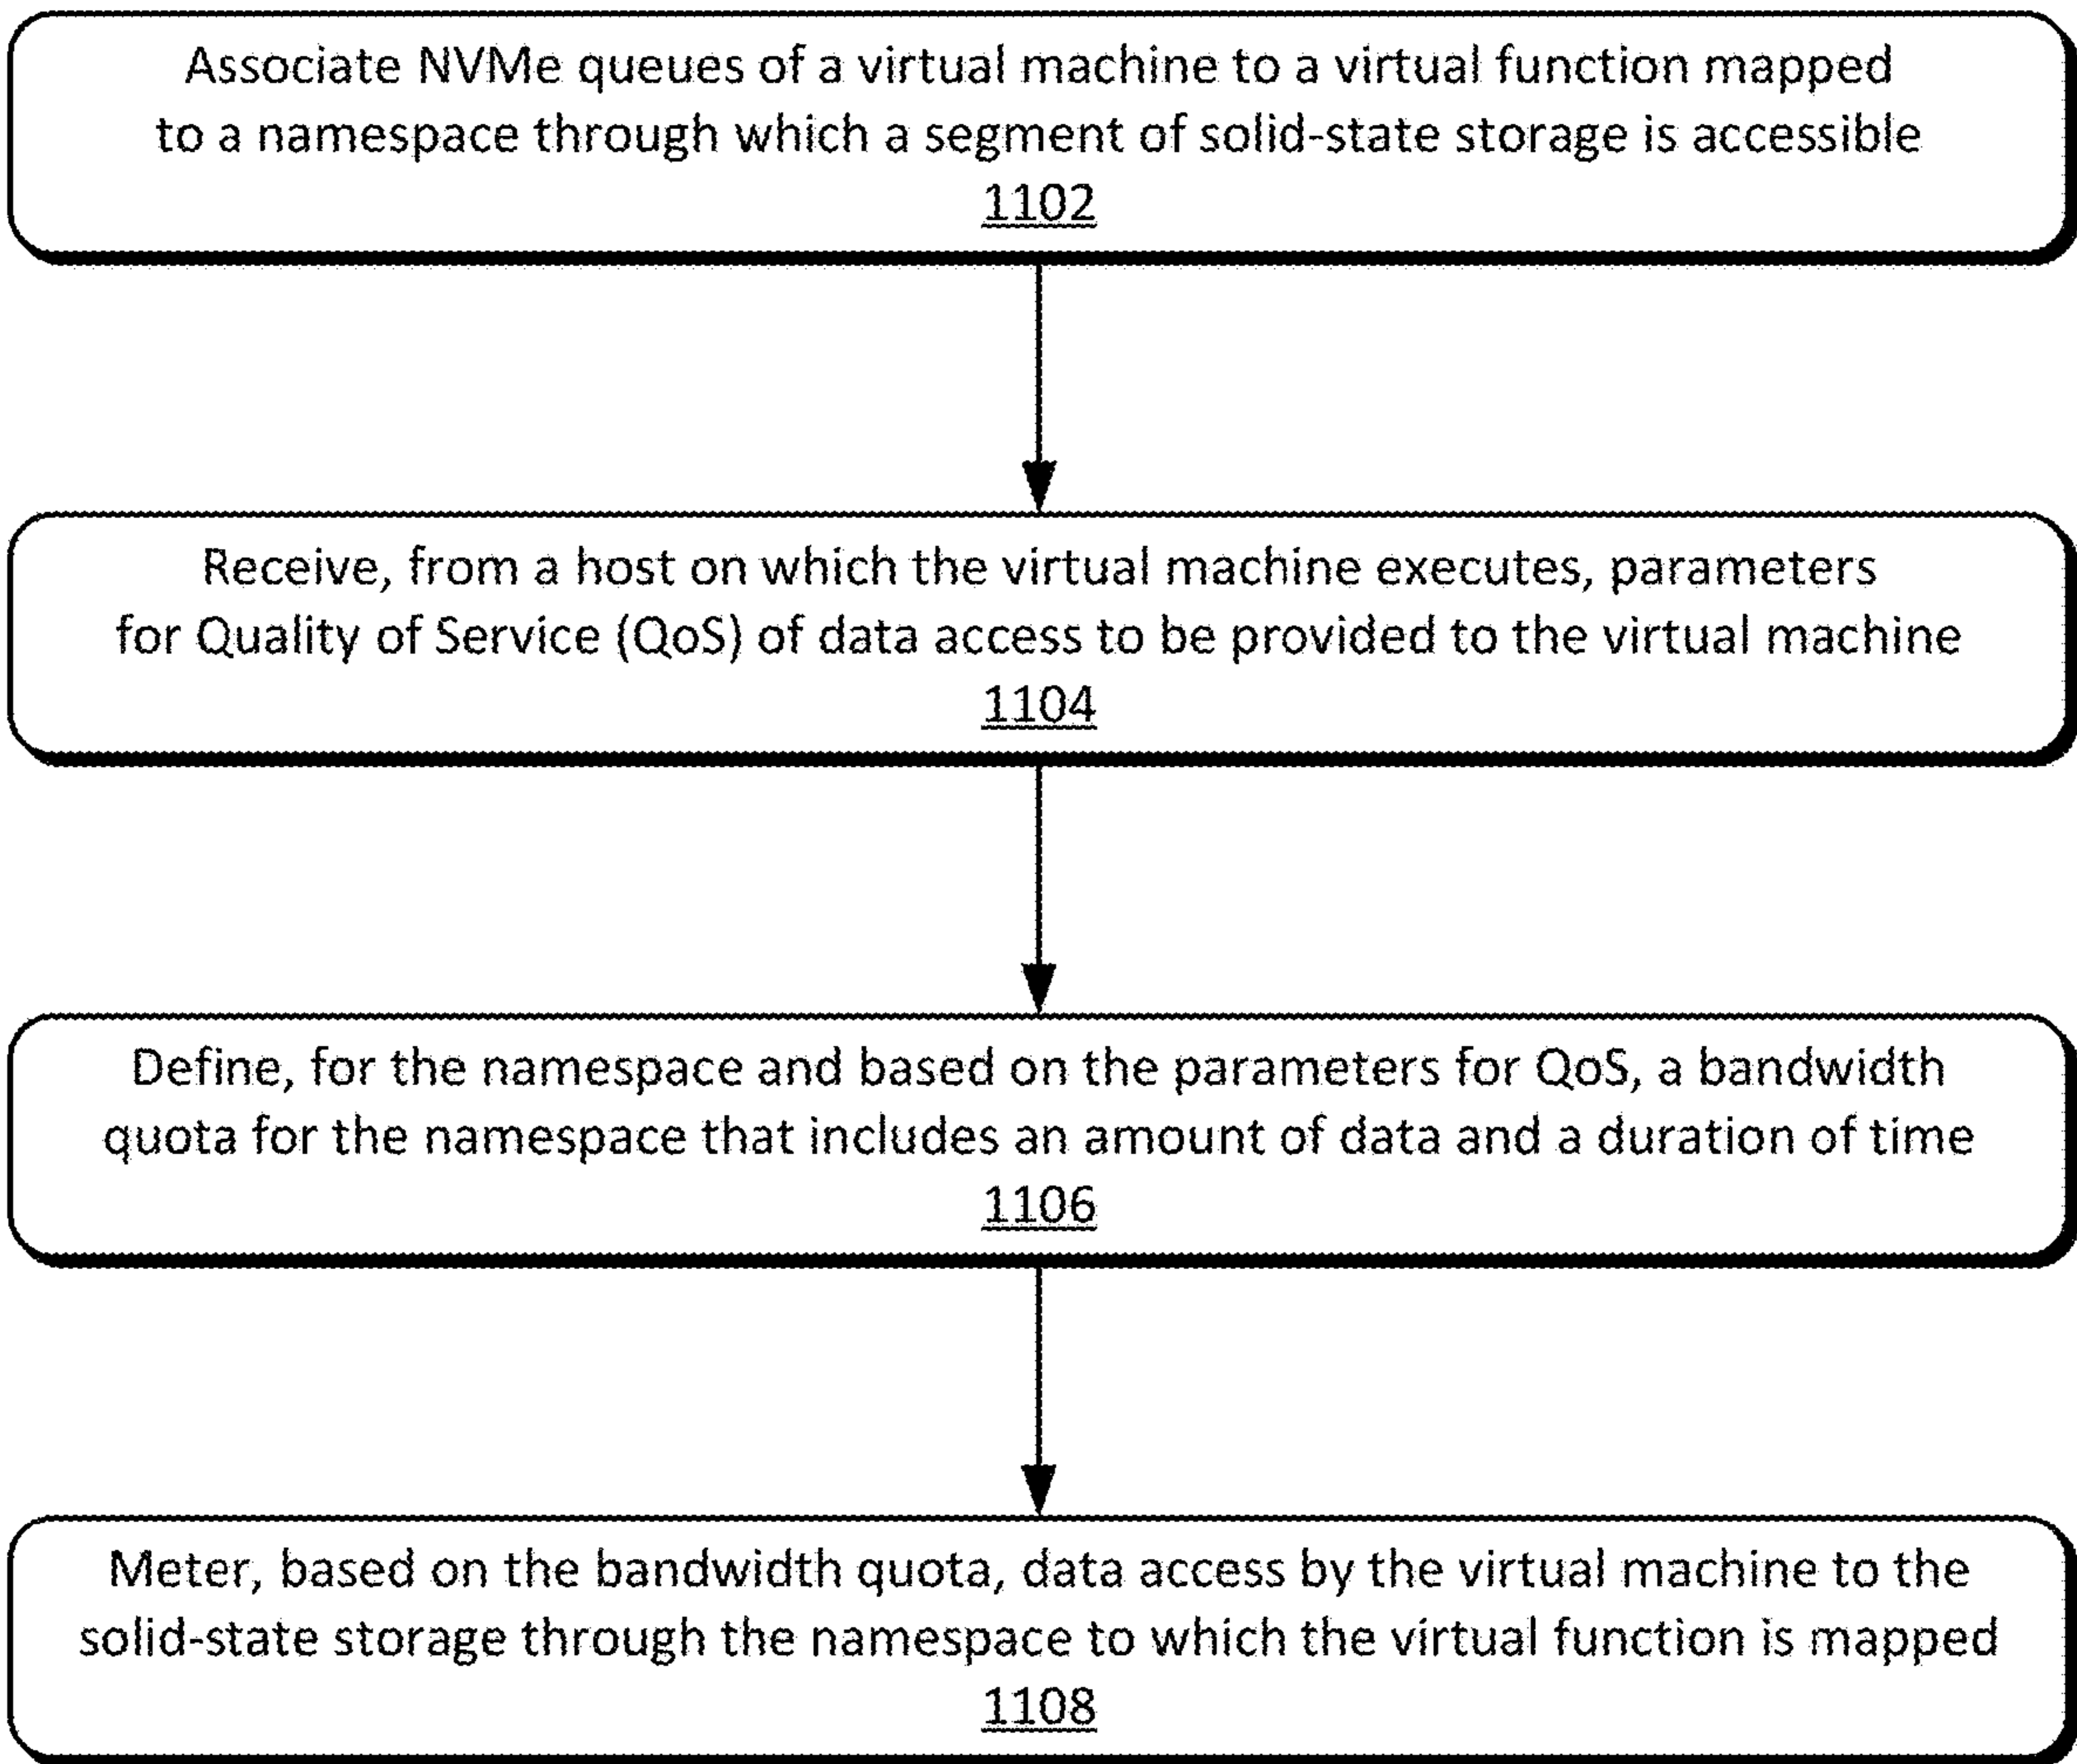 Associate NVMe queues of a virtual machine to a virtual function mapped
to a namespace through which a segment of solid-state storage is accessible
1102
Receive, from a host on which the virtual machine executes, parameters
for Quality of Service (QoS) of data access to be provided to the virtual machine
1104
Define, for the namespace and based on the parameters for QoS, a bandwidth
quota for the namespace that includes an amount of data and a duration of time
1106
Meter, based on the bandwidth quota, data access by the virtual machine to the
solid-state storage through the namespace to which the virtual function is mapped
1108